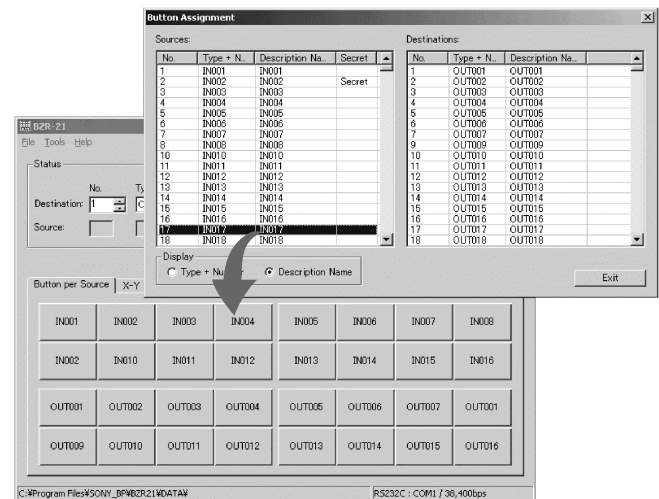 Button Assignment
Sources:
No. Type + N.. Description Na.. Secret
1 IN001 IN001
2 IN002 IN002 Secret
3 IN003 IN003
4 IN004 IN004
5 IN005 IN005
6 IN006 IN006
7 IN007 IN007
8 IN008 IN008
10 IN010 IN010
11 IN011 IN011
12 IN012 IN012
13 IN013 IN013
14 IN014 IN014
15 IN015 IN015
16 IN016 IN016
17 IN017 IN017
18 IN018 IN018
Destinations:
No. Type + N.. Description Na..
1 OUT001 OUT001
2 OUT002 OUT002
3 OUT003 OUT003
4 OUT004 OUT004
5 OUT005 OUT005
6 OUT006 OUT006
7 OUT007 OUT007
9 OUT008 OUT008
10 OUT010 OUT010
11 OUT011 OUT011
12 OUT012 OUT012
13 OUT013 OUT013
14 OUT014 OUT014
15 OUT015 OUT015
16 OUT016 OUT016
17 OUT017 OUT017
18 OUT018 OUT018
Display
Type + Description Name
Exit
BZR-21
File Tools Help
Status
No.
Destination: 1
Source:
Button per Source X-Y
IN001 IN002 IN003 IN004 IN005 IN006 IN007 IN008
IN002 IN010 IN011 IN012 IN013 IN014 IN015 IN016
OUT001 OUT002 OUT003 OUT004 OUT005 OUT006 OUT007 OUT001
OUT009 OUT010 OUT011 OUT012 OUT013 OUT014 OUT015 OUT016
C:¥Program Files¥SONY_BP¥BZR21¥DATA¥
RS232C : COM1 / 38,400bps